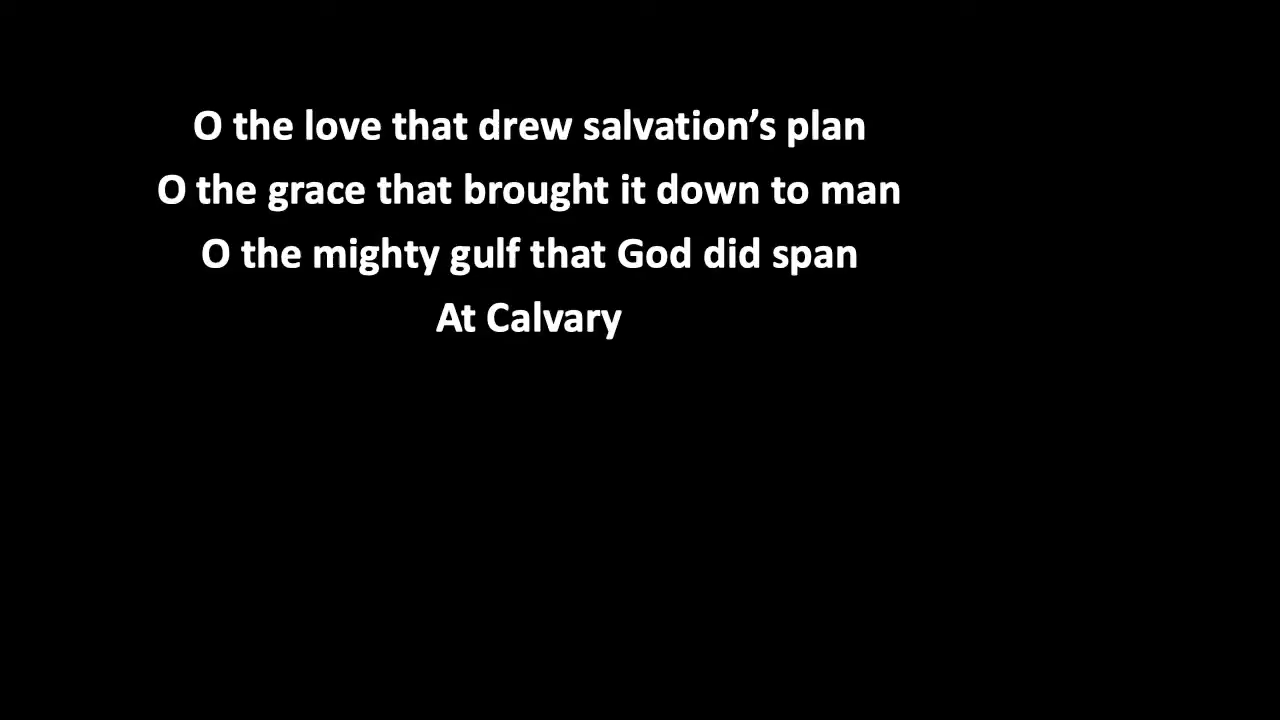 O the love that drew salvation’s plan
O the grace that brought it down to man
O the mighty gulf that God did span
At Calvary